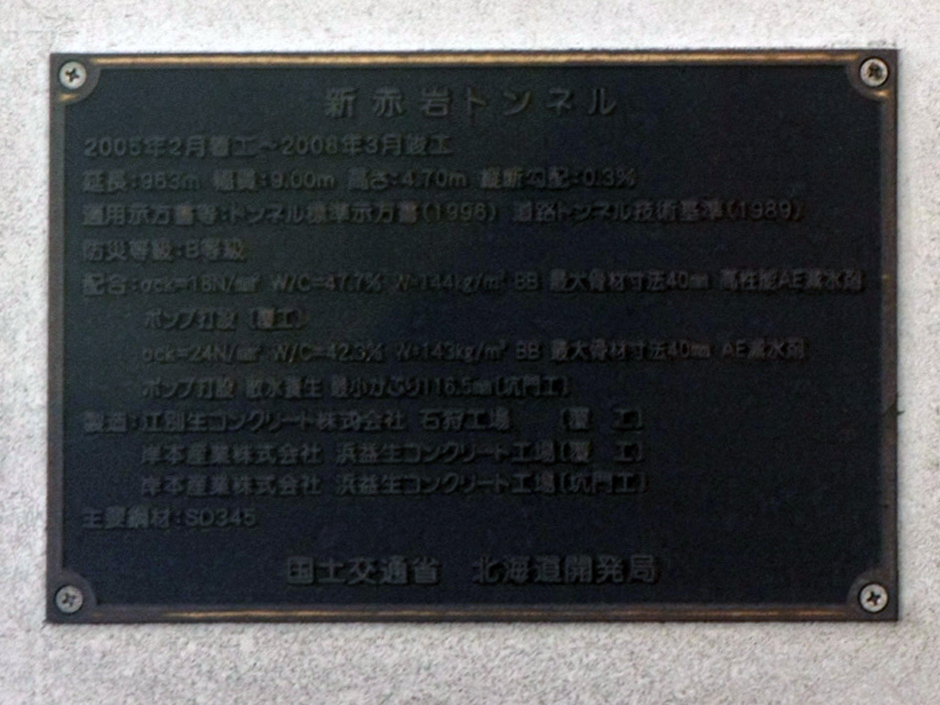 新赤岩トンネル
2005年2月着工〜2008年3月竣工
延長:963m 幅員:9.00m 高さ:4.70m 縦断勾配:0.3%
適用示方書等:トンネル標準示方書(1996) 道路トンネル技術基準(1989)
防災等級:B等級
配合:σck=18N/mm² W/C=47.7% W=144kg/m³ BB 最大骨材寸法40mm 高性能AE減水剤
ポンプ打設 〔覆工〕
σck=24N/mm² W/C=42.3% W=143kg/m³ BB 最大骨材寸法40mm AE減水剤
ポンプ打設 散水養生 最小かぶり116.5mm〔坑門工〕
製造:江別生コンクリート株式会社 石狩工場 〔覆 工〕
岸本産業株式会社 浜益生コンクリート工場〔覆 工〕
岸本産業株式会社 浜益生コンクリート工場〔坑門工〕
主要鋼材:SD345
国土交通省 北海道開発局